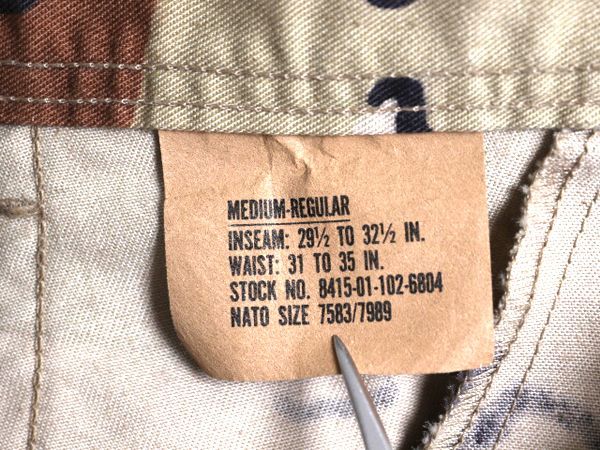 MEDIUM-REGULAR
INSEAM: 29½ TO 32½ IN.
WAIST: 31 TO 35 IN.
STOCK NO. 8415-01-102-6804
NATO SIZE 7583/7989